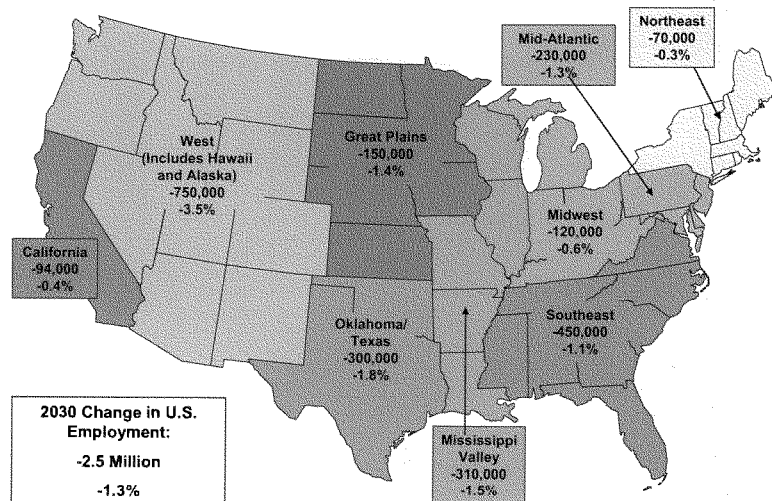 Northeast
-70,000
-0.3%
Mid-Atlantic
-230,000
-1.3%
West
(Includes Hawaii
and Alaska)
-750,000
-3.5%
Great Plains
-150,000
-1.4%
Midwest
-120,000
-0.6%
California
-94,000
-0.4%
Oklahoma/
Texas
-300,000
-1.8%
Southeast
-450,000
-1.1%
Mississippi
Valley
-310,000
-1.5%
2030 Change in U.S.
Employment:
-2.5 Million
-1.3%